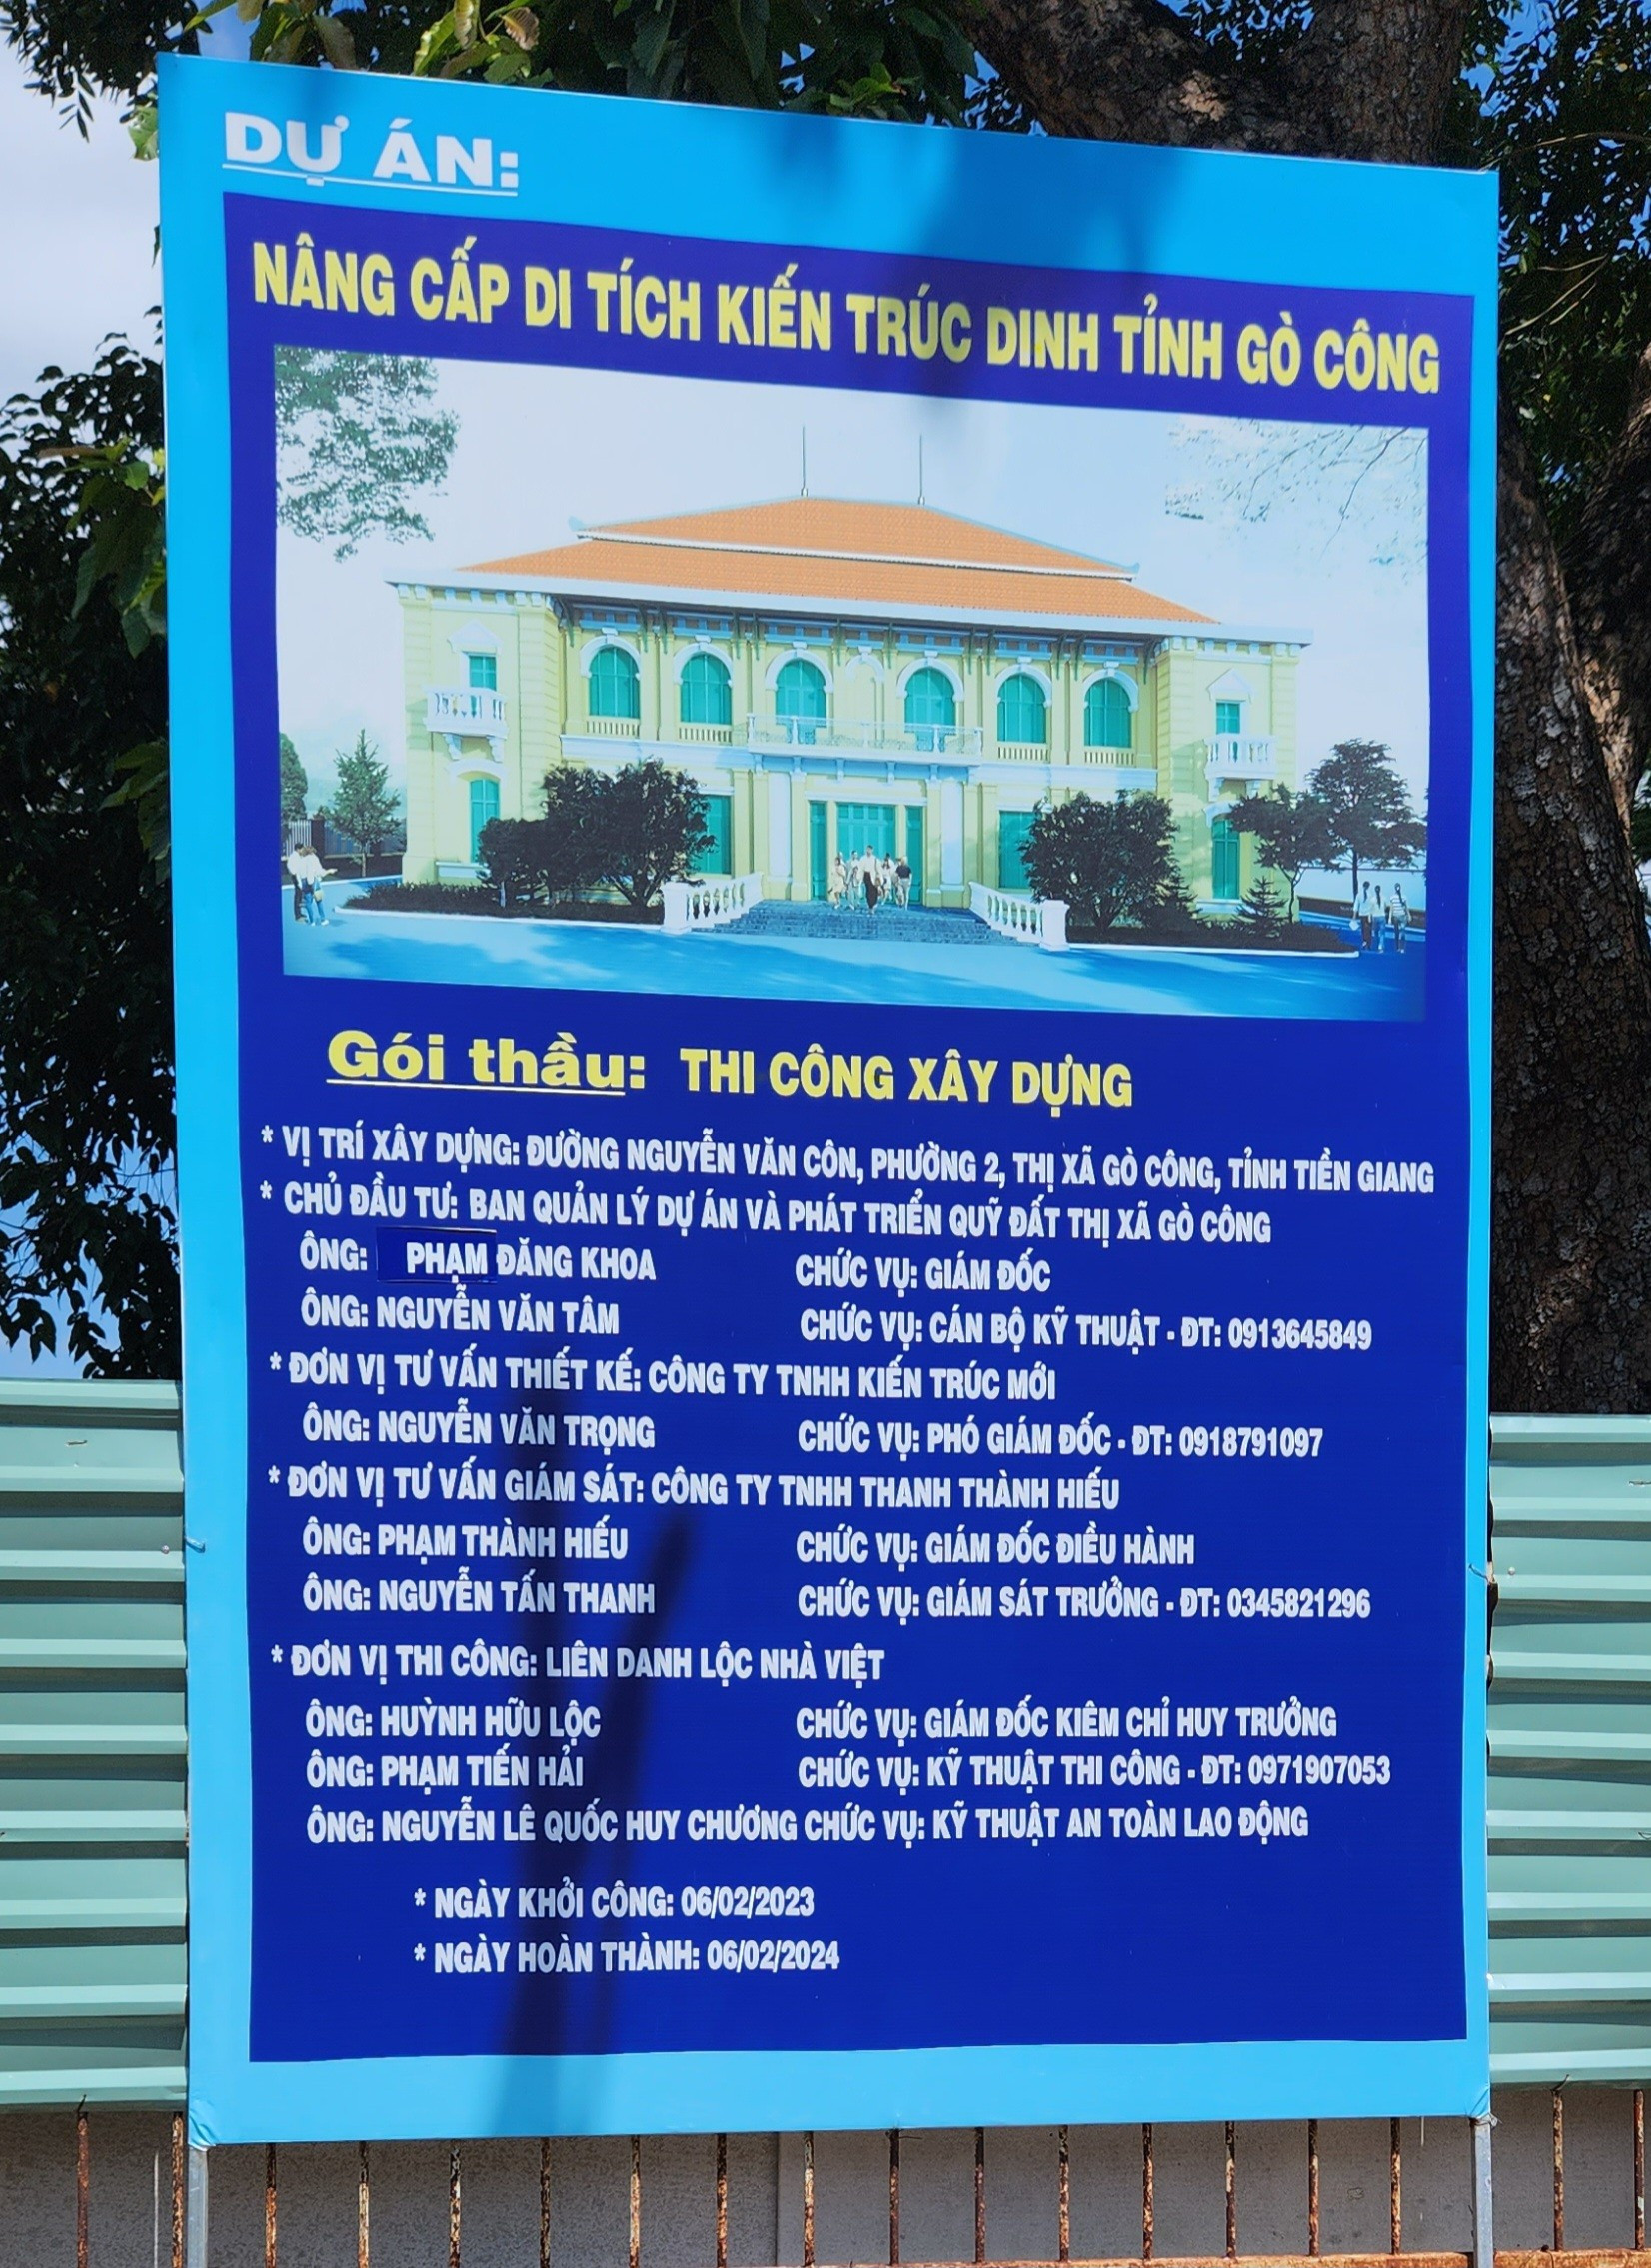 DỰ ÁN:
NÂNG CẤP DI TÍCH KIẾN TRÚC DINH TỈNH GÒ CÔNG
Gói thầu: THI CÔNG XÂY DỰNG
* VỊ TRÍ XÂY DỰNG: ĐƯỜNG NGUYỄN VĂN CÔN, PHƯỜNG 2, THỊ XÃ GÒ CÔNG, TỈNH TIỀN GIANG
* CHỦ ĐẦU TƯ: BAN QUẢN LÝ DỰ ÁN VÀ PHÁT TRIỂN QUỸ ĐẤT THỊ XÃ GÒ CÔNG
ÔNG: PHẠM ĐĂNG KHOA CHỨC VỤ: GIÁM ĐỐC
ÔNG: NGUYỄN VĂN TÂM CHỨC VỤ: CÁN BỘ KỸ THUẬT - ĐT: 0913645849
* ĐƠN VỊ TƯ VẤN THIẾT KẾ: CÔNG TY TNHH KIẾN TRÚC MỚI
ÔNG: NGUYỄN VĂN TRỌNG CHỨC VỤ: PHÓ GIÁM ĐỐC - ĐT: 0918791097
* ĐƠN VỊ TƯ VẤN GIÁM SÁT: CÔNG TY TNHH THANH THÀNH HIẾU
ÔNG: PHẠM THÀNH HIẾU CHỨC VỤ: GIÁM ĐỐC ĐIỀU HÀNH
ÔNG: NGUYỄN TẤN THANH CHỨC VỤ: GIÁM SÁT TRƯỞNG - ĐT: 0345821296
* ĐƠN VỊ THI CÔNG: LIÊN DANH LỘC NHÀ VIỆT
ÔNG: HUỲNH HỮU LỘC CHỨC VỤ: GIÁM ĐỐC KIÊM CHỈ HUY TRƯỞNG
ÔNG: PHẠM TIẾN HẢI CHỨC VỤ: KỸ THUẬT THI CÔNG - ĐT: 0971907053
ÔNG: NGUYỄN LÊ QUỐC HUY CHƯƠNG CHỨC VỤ: KỸ THUẬT AN TOÀN LAO ĐỘNG
* NGÀY KHỞI CÔNG: 06/02/2023
* NGÀY HOÀN THÀNH: 06/02/2024